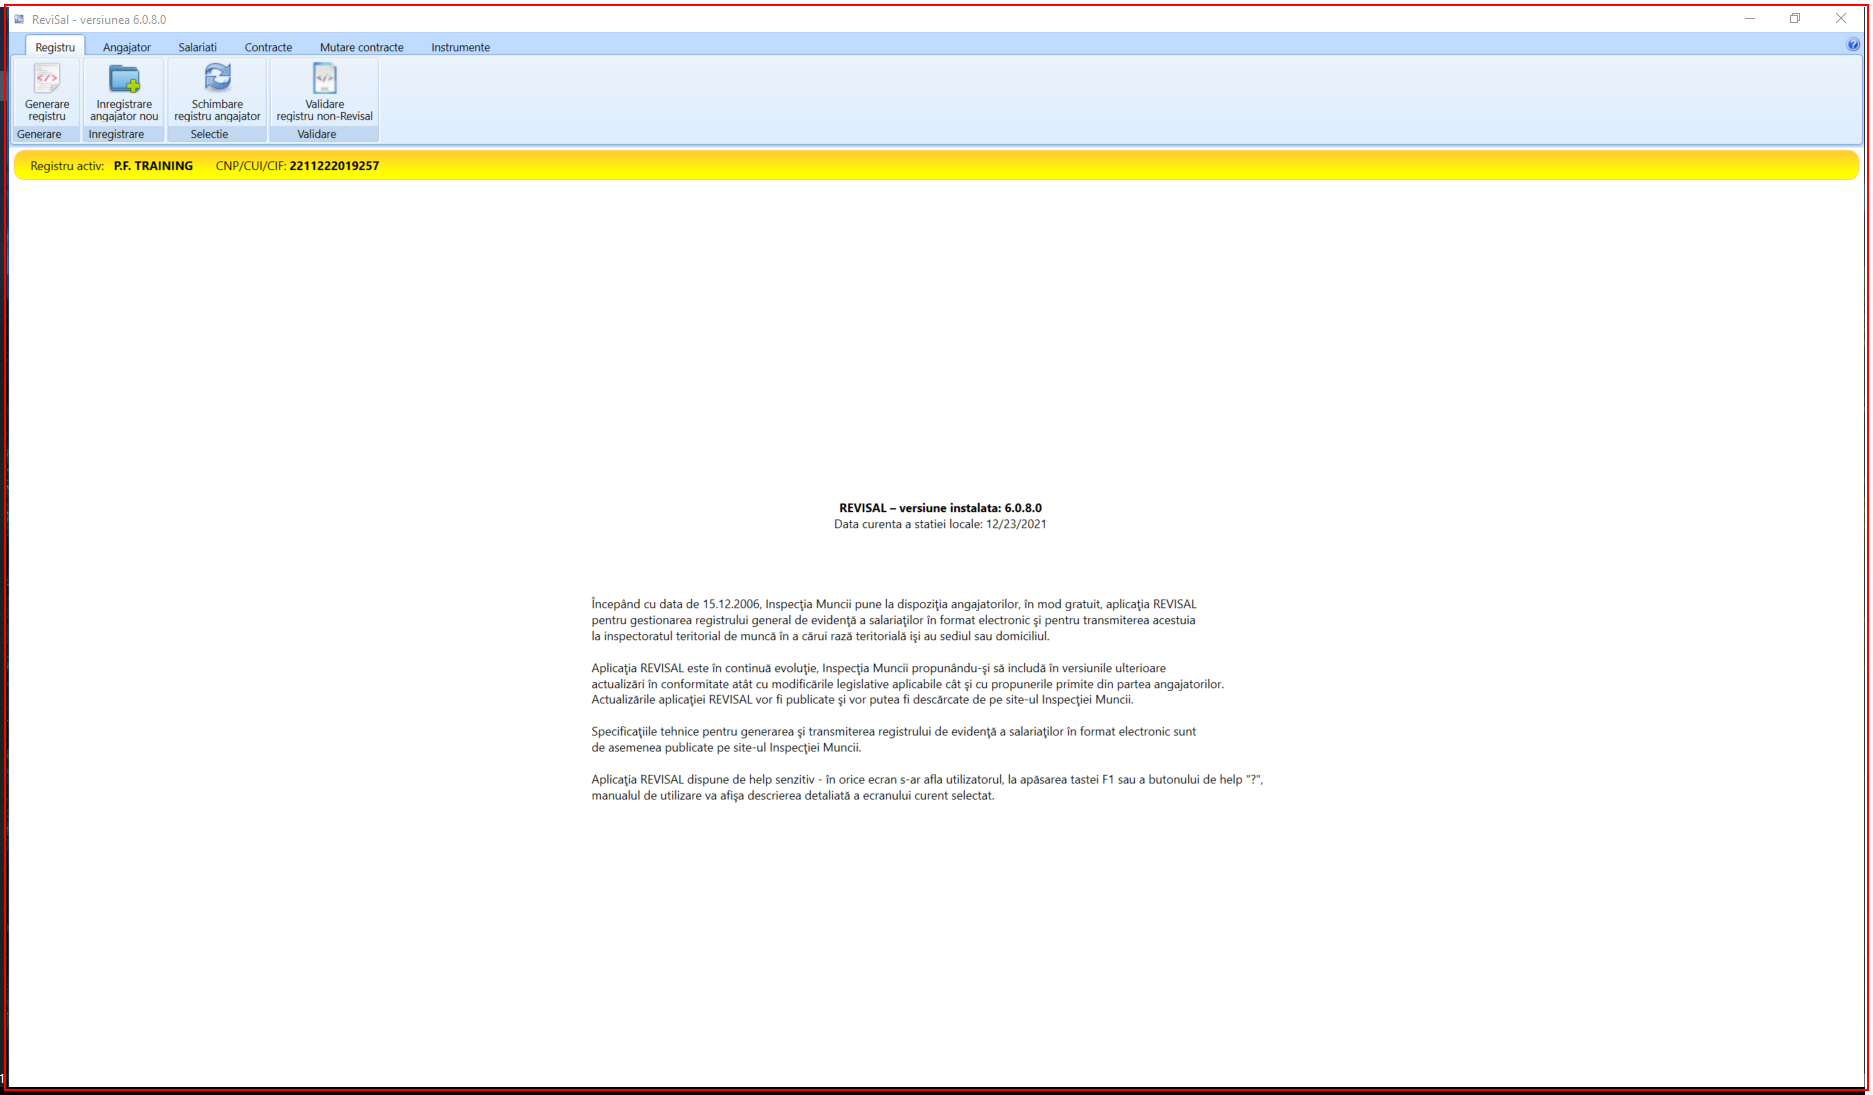 ReviSal - versiunea 6.0.8.0
Registru Angajator Salariati Contracte Mutare contracte Instrumente
Generare registru
Inregistrare angajator nou
Schimbare registru angajator
Validare registru non-Revisal
Generare Inregistrare Selectie Validare
Registru activ: P.F. TRAINING CNP/CUI/CIF: 2211222019257
REVISAL – versiune instalata: 6.0.8.0
Data curenta a statiei locale: 12/23/2021
Începând cu data de 15.12.2006, Inspecţia Muncii pune la dispoziţia angajatorilor, în mod gratuit, aplicaţia REVISAL
pentru gestionarea registrului general de evidenţă a salariaţilor în format electronic şi pentru transmiterea acestuia
la inspectoratul teritorial de muncă în a cărui rază teritorială işi au sediul sau domiciliul.
Aplicaţia REVISAL este în continuă evoluţie, Inspecţia Muncii propunându-şi să includă în versiunile ulterioare
actualizări în conformitate atât cu modificările legislative aplicabile cât şi cu propunerile primite din partea angajatorilor.
Actualizările aplicaţiei REVISAL vor fi publicate şi vor putea fi descărcate de pe site-ul Inspecţiei Muncii.
Specificaţiile tehnice pentru generarea şi transmiterea registrului de evidenţă a salariaţilor în format electronic sunt
de asemenea publicate pe site-ul Inspecţiei Muncii.
Aplicaţia REVISAL dispune de help senzitiv - în orice ecran s-ar afla utilizatorul, la apăsarea tastei F1 sau a butonului de help "?",
manualul de utilizare va afişa descrierea detaliată a ecranului curent selectat.